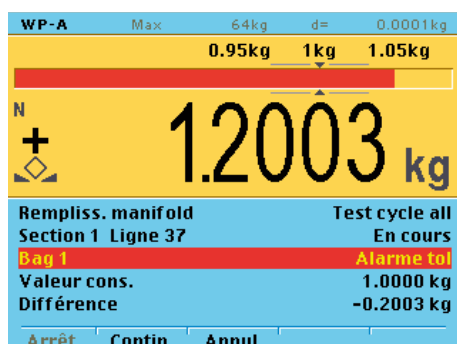 WP-A Max 64kg d= 0.0001kg
0.95kg 1kg 1.05kg
N
+ 1.2003 kg
Rempliss. manifold Test cycle all
Section 1 Ligne 37 En cours
Bag 1 Alarme tol
Valeur cons. 1.0000 kg
Différence -0.2003 kg
Arrêt Contin Annul